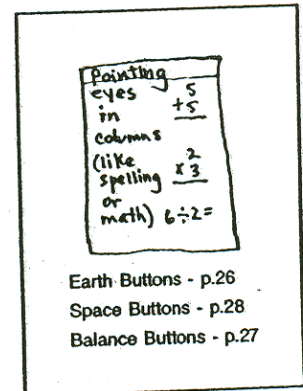 Pointing
eyes 5
in +5
columns
(like 2
spelling x 3
or
math) 6÷2=
Earth Buttons - p.26
Space Buttons - p.28
Balance Buttons - p.27